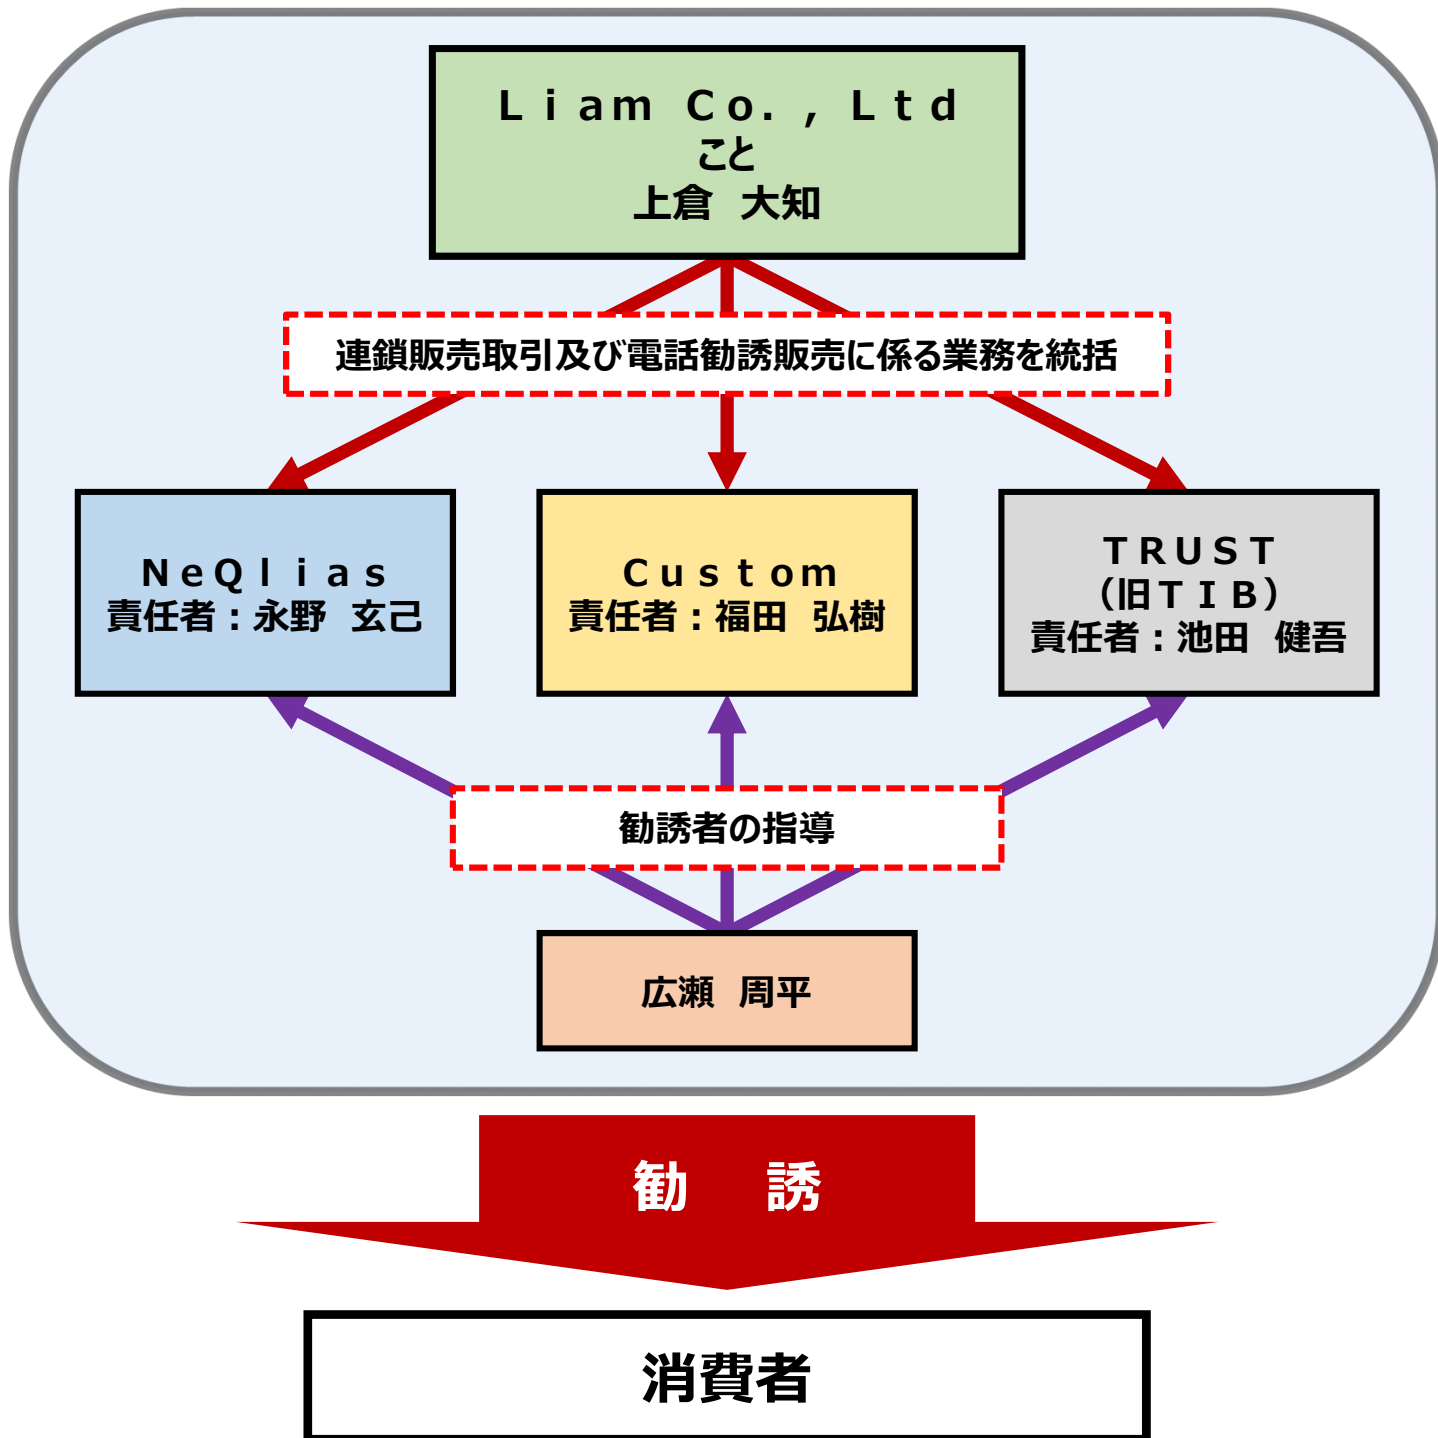 Ｌｉａｍ　Ｃｏ．，Ｌｔｄ
こと
上倉　大知
連鎖販売取引及び電話勧誘販売に係る業務を統括
ＮｅＱｌｉａｓ
責任者：永野　玄己
Ｃｕｓｔｏｍ
責任者：福田　弘樹
ＴＲＵＳＴ
（旧ＴＩＢ）
責任者：池田　健吾
勧誘者の指導
広瀬　周平
勧　誘
消費者